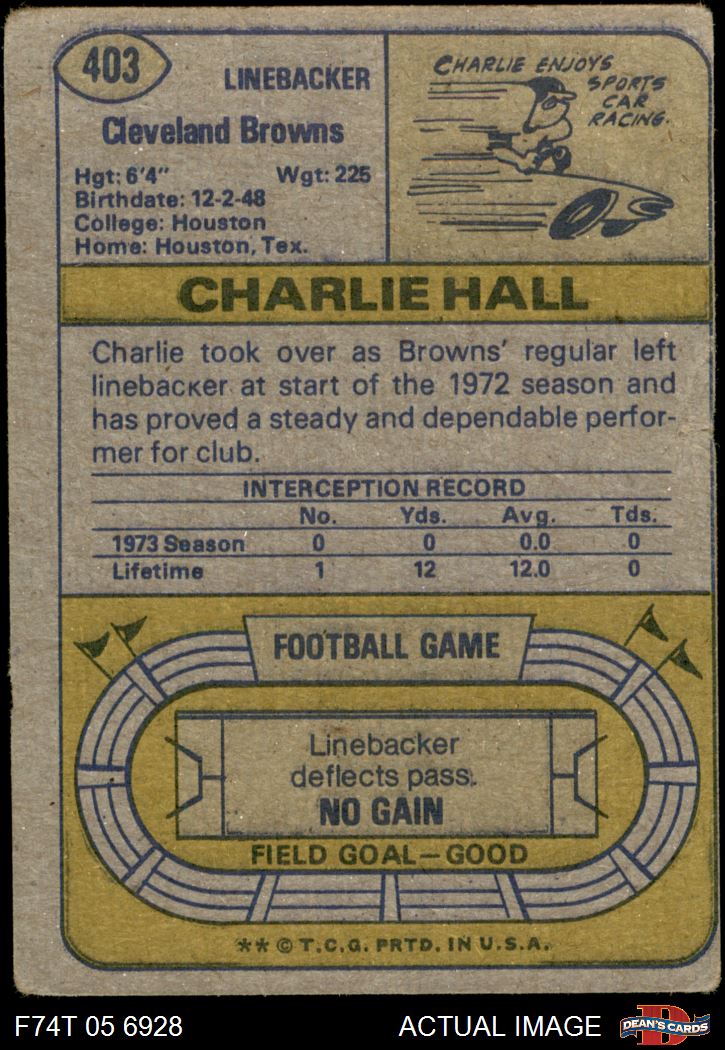 403
LINEBACKER
Cleveland Browns
Hgt: 6'4" Wgt: 225
Birthdate: 12-2-48
College: Houston
Home: Houston, Tex.
CHARLIE ENJOYS
SPORTS
CAR
RACING.
CHARLIE HALL
Charlie took over as Browns' regular left
linebacker at start of the 1972 season and
has proved a steady and dependable perfor-
mer for club.
INTERCEPTION RECORD
No. Yds. Avg. Tds.
1973 Season 0 0 0.0 0
Lifetime 1 12 12.0 0
FOOTBALL GAME
Linebacker
deflects pass.
NO GAIN
FIELD GOAL—GOOD
** © T.C.G. PRTD. IN U.S.A.
F74T 05 6928 ACTUAL IMAGE
D
DEAN'S CARDS